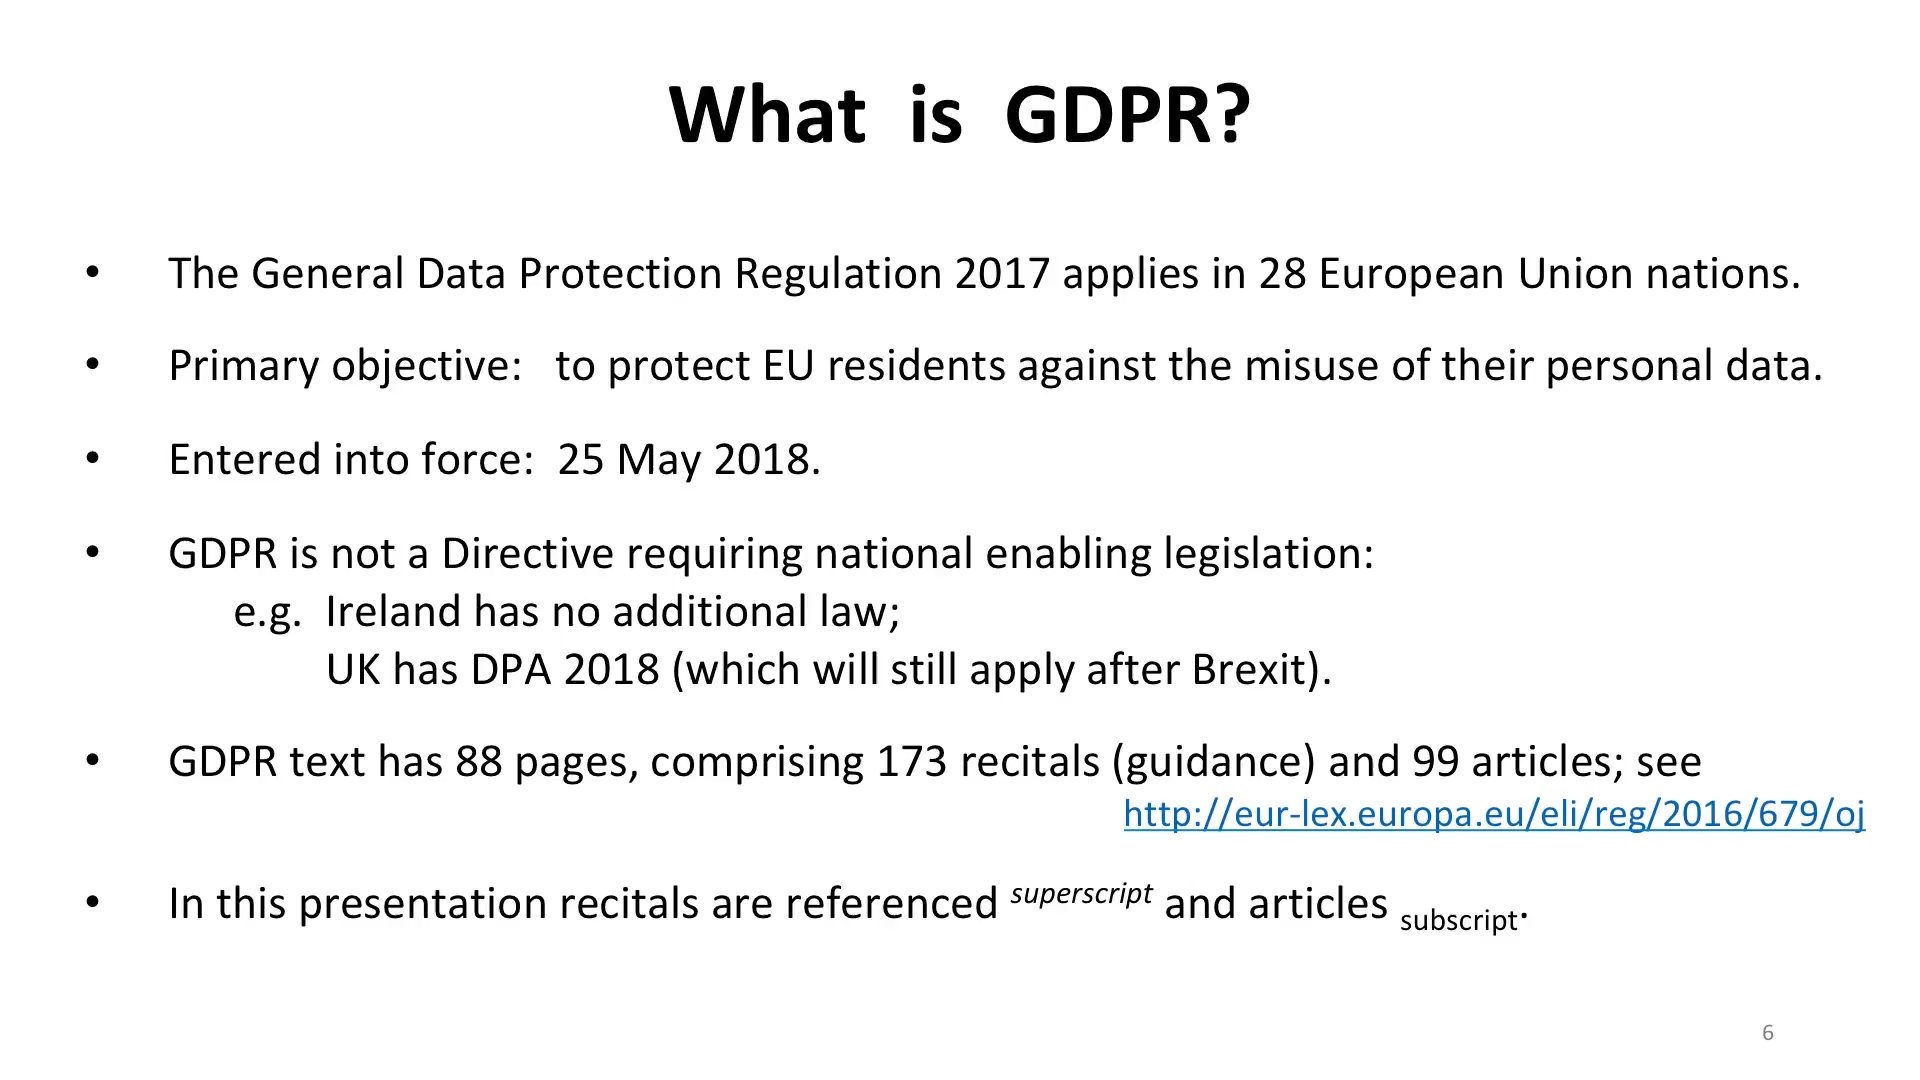 What is GDPR?
• The General Data Protection Regulation 2017 applies in 28 European Union nations.
• Primary objective: to protect EU residents against the misuse of their personal data.
• Entered into force: 25 May 2018.
• GDPR is not a Directive requiring national enabling legislation:
e.g. Ireland has no additional law;
UK has DPA 2018 (which will still apply after Brexit).
• GDPR text has 88 pages, comprising 173 recitals (guidance) and 99 articles; see
http://eur-lex.europa.eu/eli/reg/2016/679/oj
• In this presentation recitals are referenced superscript and articles subscript.
6